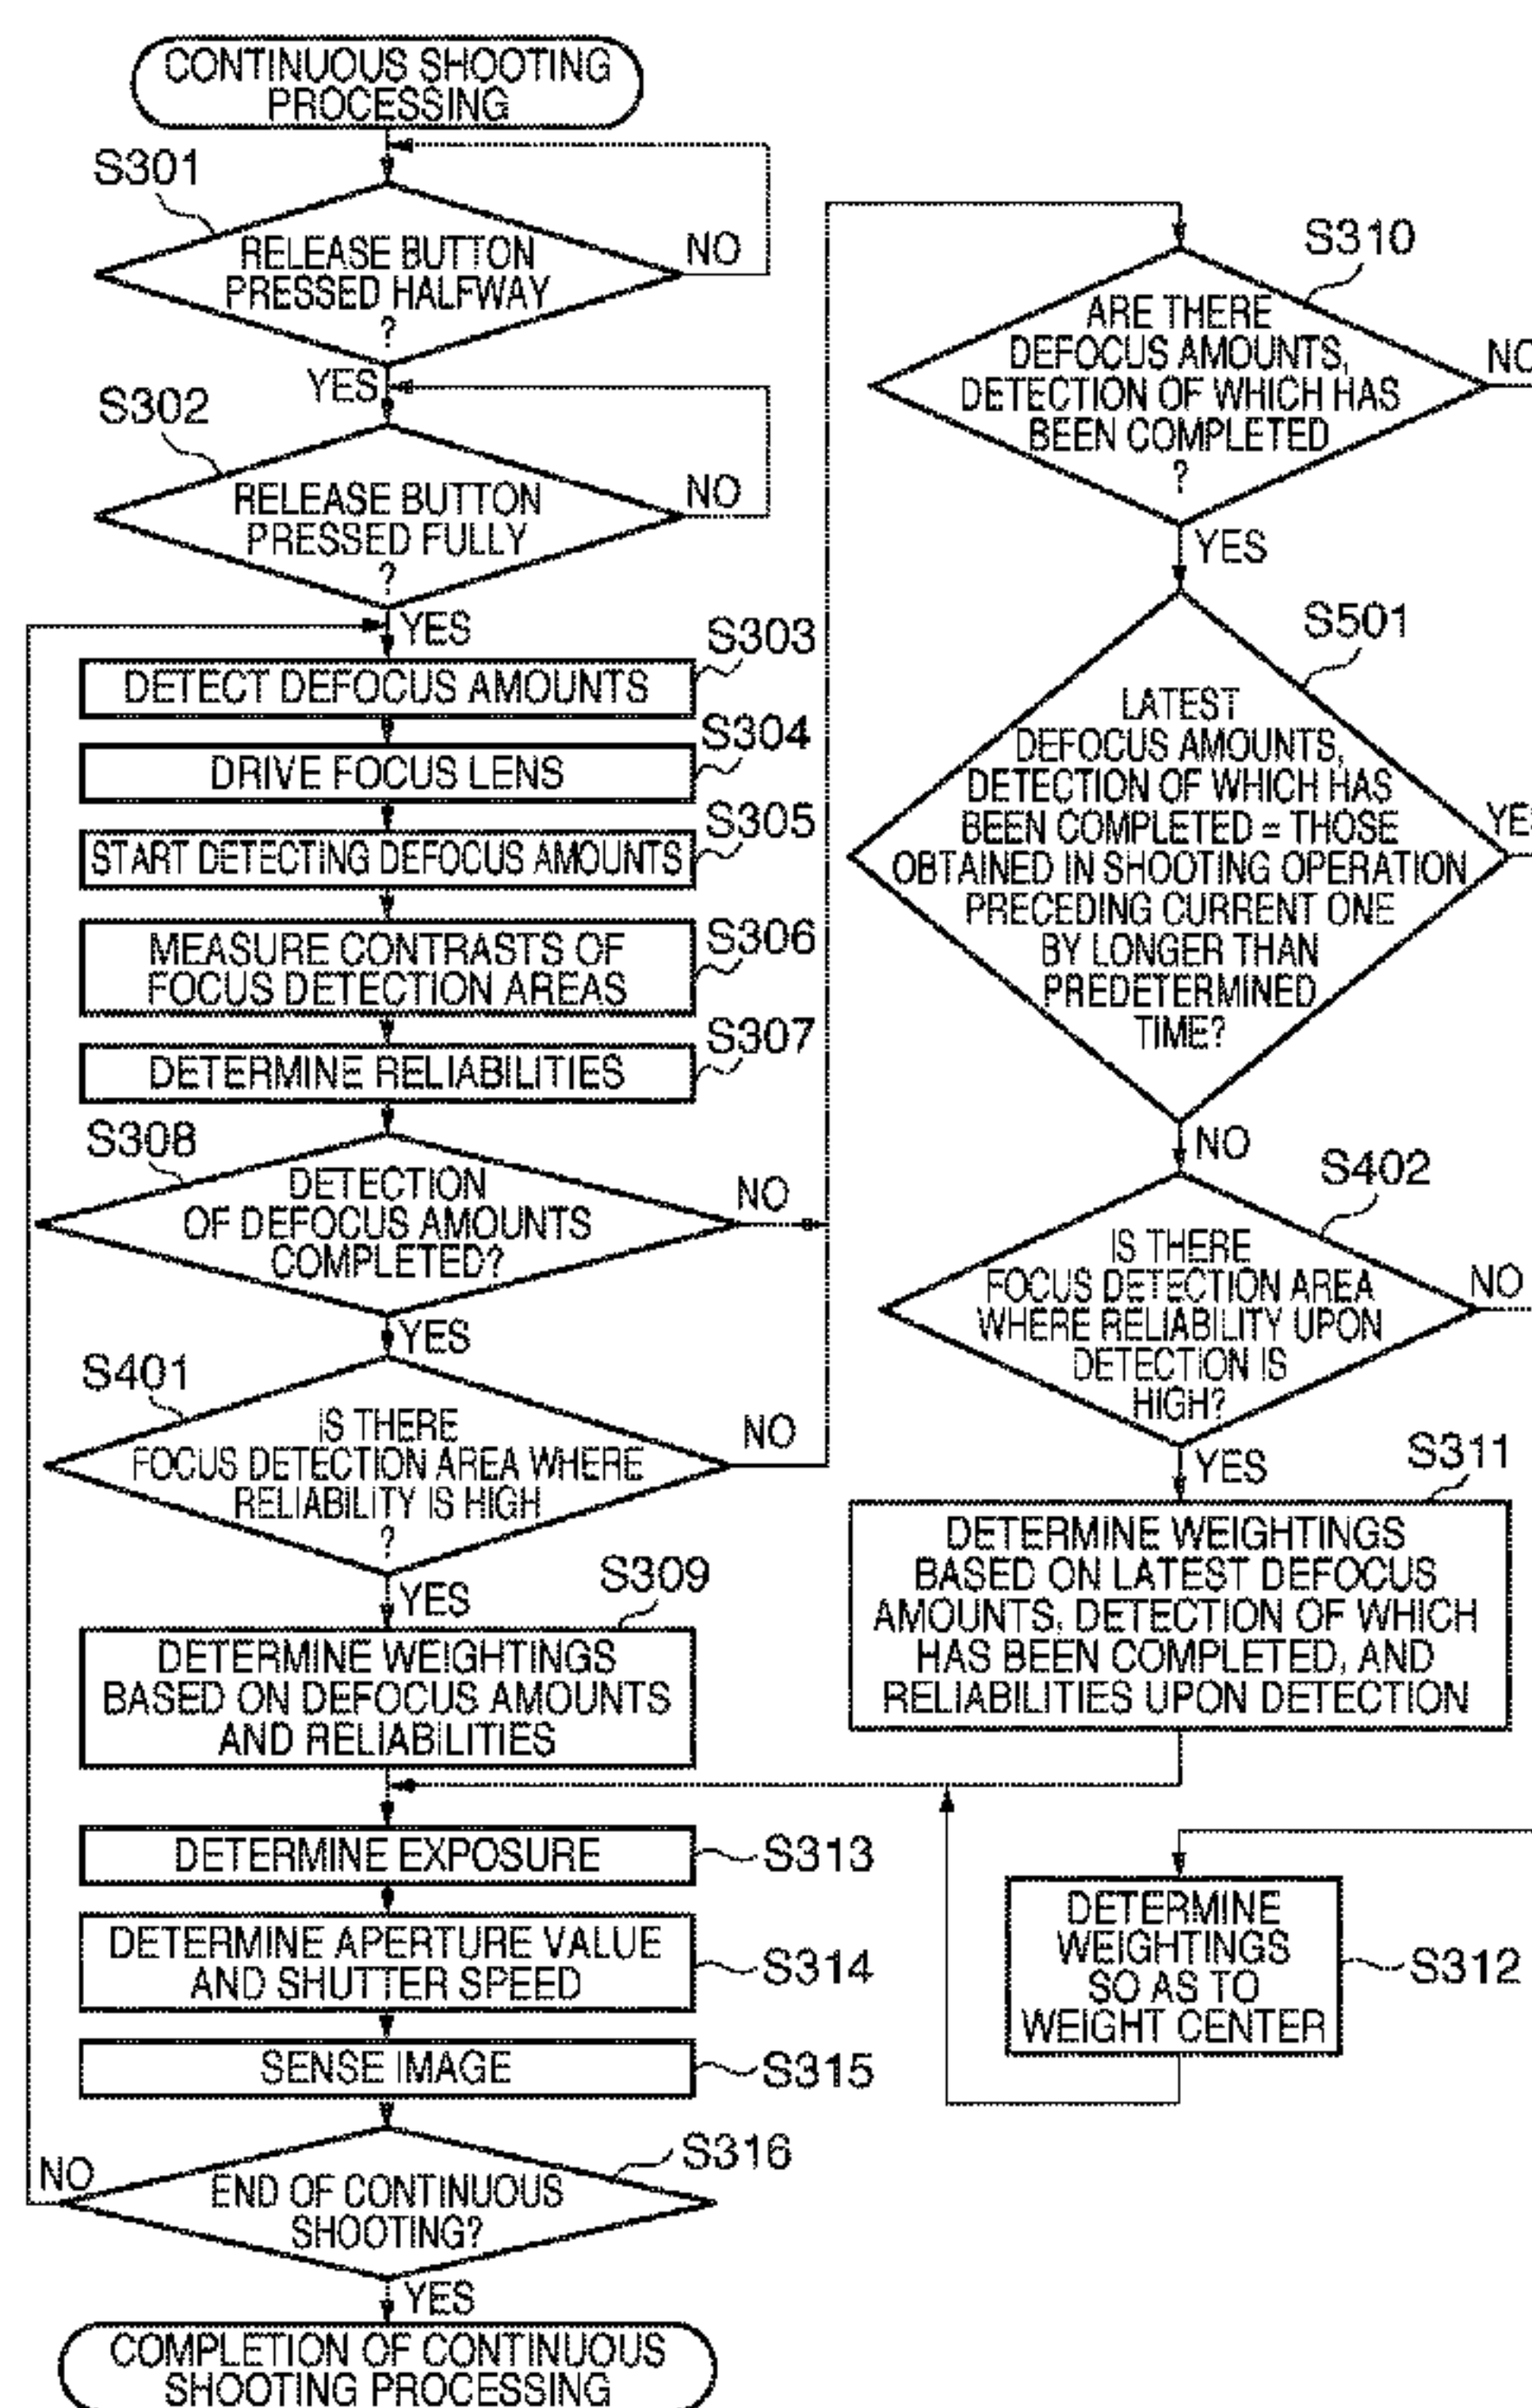 CONTINUOUS SHOOTING
PROCESSING
S301
RELEASE BUTTON
PRESSED HALFWAY
?
NO
YES
S302
RELEASE BUTTON
PRESSED FULLY
?
NO
YES
S303
DETECT DEFOCUS AMOUNTS
S304
DRIVE FOCUS LENS
S305
START DETECTING DEFOCUS AMOUNTS
S306
MEASURE CONTRASTS OF
FOCUS DETECTION AREAS
S307
DETERMINE RELIABILITIES
S308
DETECTION
OF DEFOCUS AMOUNTS
COMPLETED?
NO
YES
S401
IS THERE
FOCUS DETECTION AREA WHERE
RELIABILITY IS HIGH
?
NO
YES
S309
DETERMINE WEIGHTINGS
BASED ON DEFOCUS AMOUNTS
AND RELIABILITIES
DETERMINE EXPOSURE
S313
DETERMINE APERTURE VALUE
AND SHUTTER SPEED
S314
SENSE IMAGE
S315
S316
NO
END OF CONTINUOUS
SHOOTING?
YES
COMPLETION OF CONTINUOUS
SHOOTING PROCESSING
S310
ARE THERE
DEFOCUS AMOUNTS,
DETECTION OF WHICH HAS
BEEN COMPLETED
?
NO
YES
S501
LATEST
DEFOCUS AMOUNTS,
DETECTION OF WHICH HAS
BEEN COMPLETED = THOSE
OBTAINED IN SHOOTING OPERATION
PRECEDING CURRENT ONE
BY LONGER THAN
PREDETERMINED
TIME?
YES
NO
S402
IS THERE
FOCUS DETECTION AREA
WHERE RELIABILITY UPON
DETECTION IS
HIGH?
NO
YES
S311
DETERMINE WEIGHTINGS
BASED ON LATEST DEFOCUS
AMOUNTS, DETECTION OF WHICH
HAS BEEN COMPLETED, AND
RELIABILITIES UPON DETECTION
DETERMINE
WEIGHTINGS
SO AS TO
WEIGHT CENTER
S312